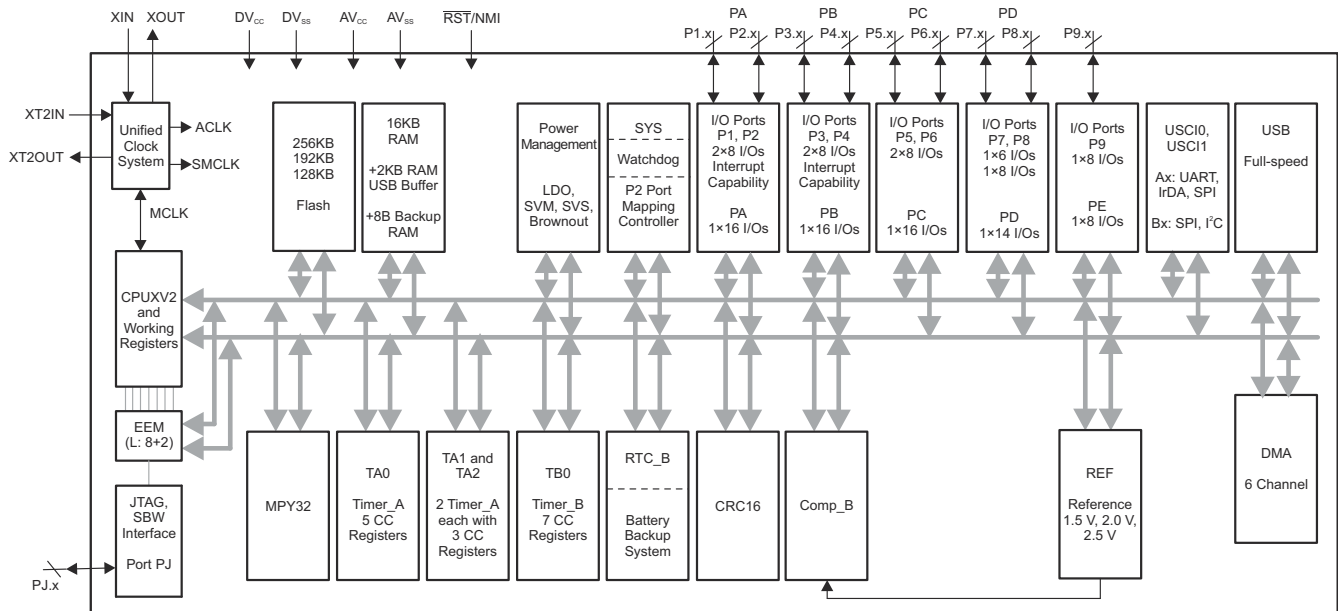 XIN XOUT DVCC DVSS AVCC AVSS RST/NMI
PA PB PC PD
P1.x P2.x P3.x P4.x P5.x P6.x P7.x P8.x P9.x
XT2IN
XT2OUT
Unified
Clock
System
ACLK
SMCLK
MCLK
256KB
192KB
128KB
Flash
16KB
RAM
+2KB RAM
USB Buffer
+8B Backup
RAM
Power
Management
LDO,
SVM, SVS,
Brownout
SYS
Watchdog
P2 Port
Mapping
Controller
I/O Ports
P1, P2
2×8 I/Os
Interrupt
Capability
PA
1×16 I/Os
I/O Ports
P3, P4
2×8 I/Os
Interrupt
Capability
PB
1×16 I/Os
I/O Ports
P5, P6
2×8 I/Os
PC
1×16 I/Os
I/O Ports
P7, P8
1×6 I/Os
1×8 I/Os
PD
1×14 I/Os
I/O Ports
P9
1×8 I/Os
PE
1×8 I/Os
USCI0,
USCI1
Ax: UART,
IrDA, SPI
Bx: SPI, I²C
USB
Full-speed
CPUXV2
and
Working
Registers
EEM
(L: 8+2)
JTAG,
SBW
Interface
Port PJ
PJ.x
MPY32
TA0
Timer_A
5 CC
Registers
TA1 and
TA2
2 Timer_A
each with
3 CC
Registers
TB0
Timer_B
7 CC
Registers
RTC_B
Battery
Backup
System
CRC16
Comp_B
REF
Reference
1.5 V, 2.0 V,
2.5 V
DMA
6 Channel